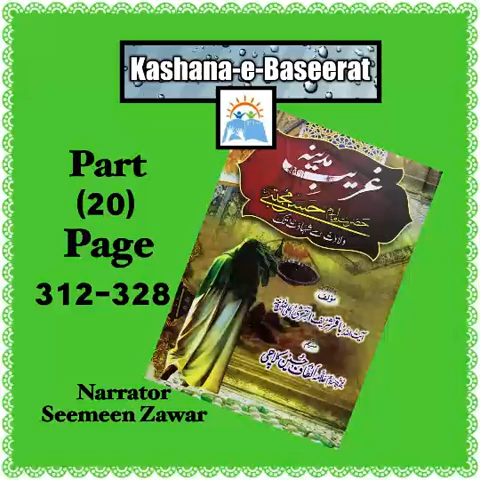 Kashana-e-Baseerat
Part
(20)
Page
312-328
Narrator
Seemeen Zawar
غریبِ مدینہ
حضرت امام حسن مجتبیٰ
ولادت سے شہادت تک
مؤلف